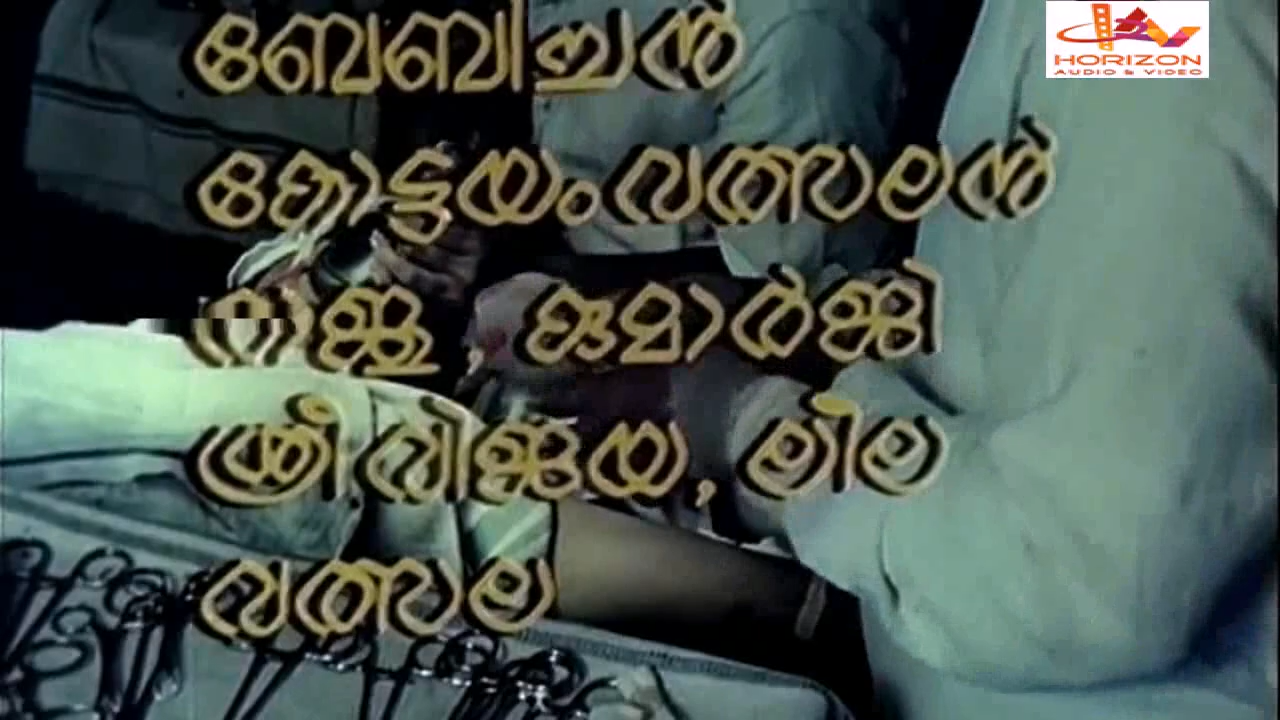 HORIZON
AUDIO & VIDEO
ബേബിച്ചൻ
കോട്ടയംവത്സലൻ
രാജു, കുമാർജി
ശ്രീവിജയ, ലീല
വത്സല